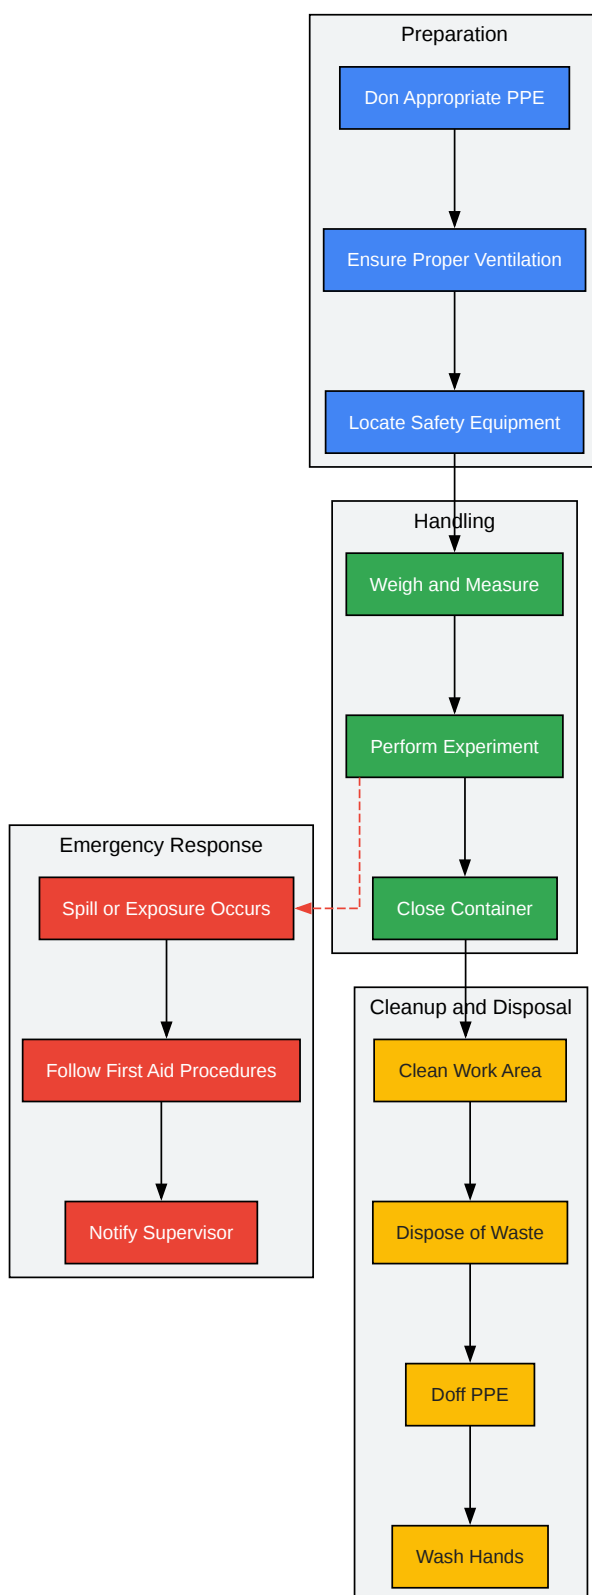 Preparation
Don Appropriate PPE
Ensure Proper Ventilation
Locate Safety Equipment
Handling
Weigh and Measure
Perform Experiment
Close Container
Emergency Response
Spill or Exposure Occurs
Follow First Aid Procedures
Notify Supervisor
Cleanup and Disposal
Clean Work Area
Dispose of Waste
Doff PPE
Wash Hands